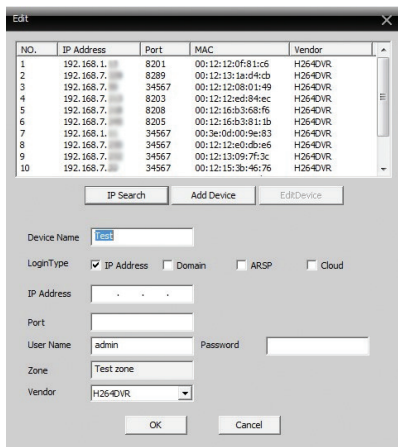 Edit
NO. IP Address Port MAC Vendor
1 192.168.1. 8201 00:12:12:0f:81:c6 H264DVR
2 192.168.7. 8289 00:12:13:1a:d4:cb H264DVR
3 192.168.7. 34567 00:12:12:08:01:49 H264DVR
4 192.168.7. 8203 00:12:12:ed:84:ec H264DVR
5 192.168.7. 8208 00:12:16:b3:68:f6 H264DVR
6 192.168.7. 8205 00:12:16:b3:81:1b H264DVR
7 192.168.1. 34567 00:3e:0d:00:9e:83 H264DVR
8 192.168.7. 34567 00:12:12:e0:db:e6 H264DVR
9 192.168.7. 34567 00:12:13:09:7f:3c H264DVR
10 192.168.7. 34567 00:12:15:3b:46:76 H264DVR
IP Search Add Device EditDevice
Device Name Test
LoginType IP Address Domain ARSP Cloud
IP Address . . .
Port
User Name admin Password
Zone Test zone
Vendor H264DVR
OK Cancel